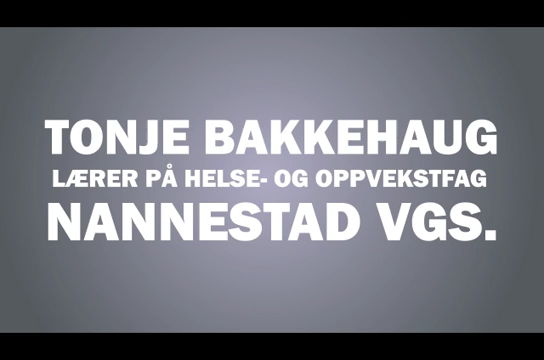 TONJE BAKKEHAUG
LÆRER PÅ HELSE- OG OPPVEKSTFAG
NANNESTAD VGS.